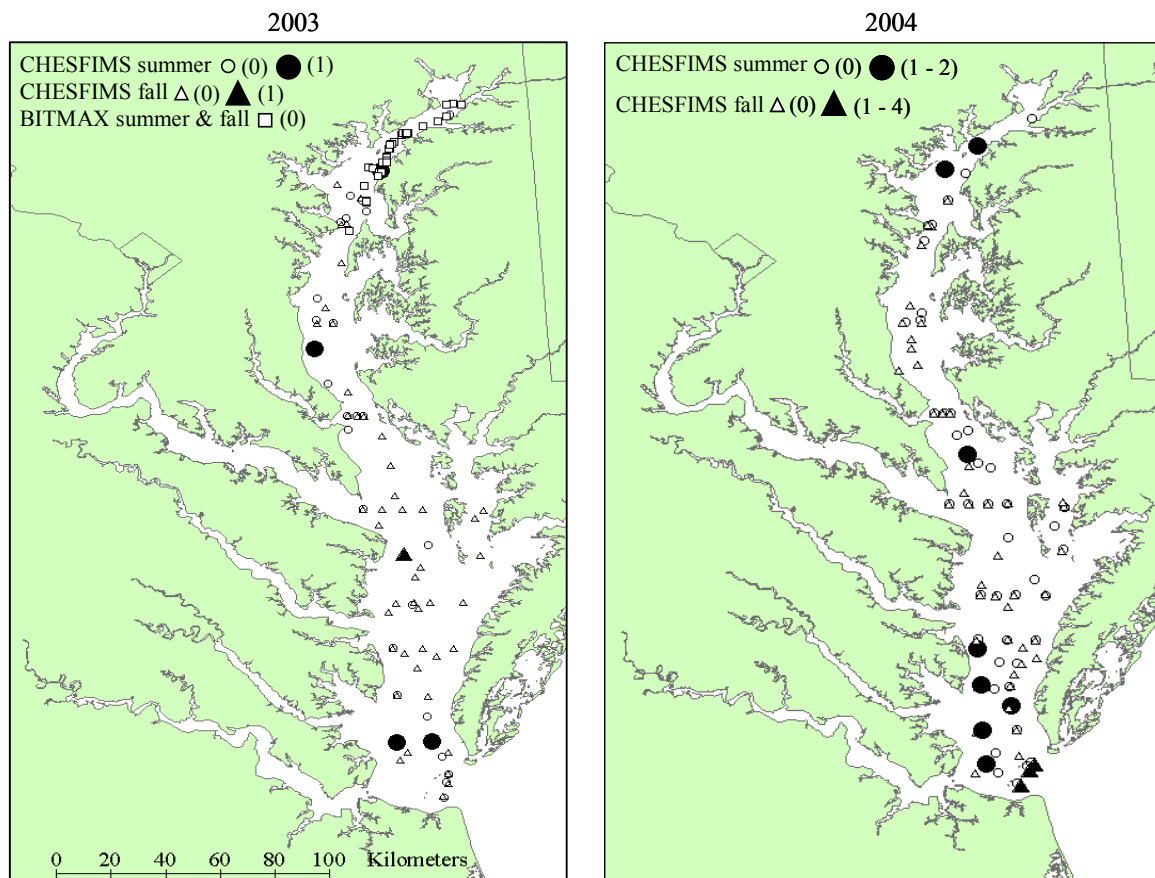 2003
CHESFIMS summer (0) (1)
CHESFIMS fall (0) (1)
BITMAX summer & fall (0)
0 20 40 60 80 100 Kilometers
2004
CHESFIMS summer (0) (1 - 2)
CHESFIMS fall (0) (1 - 4)